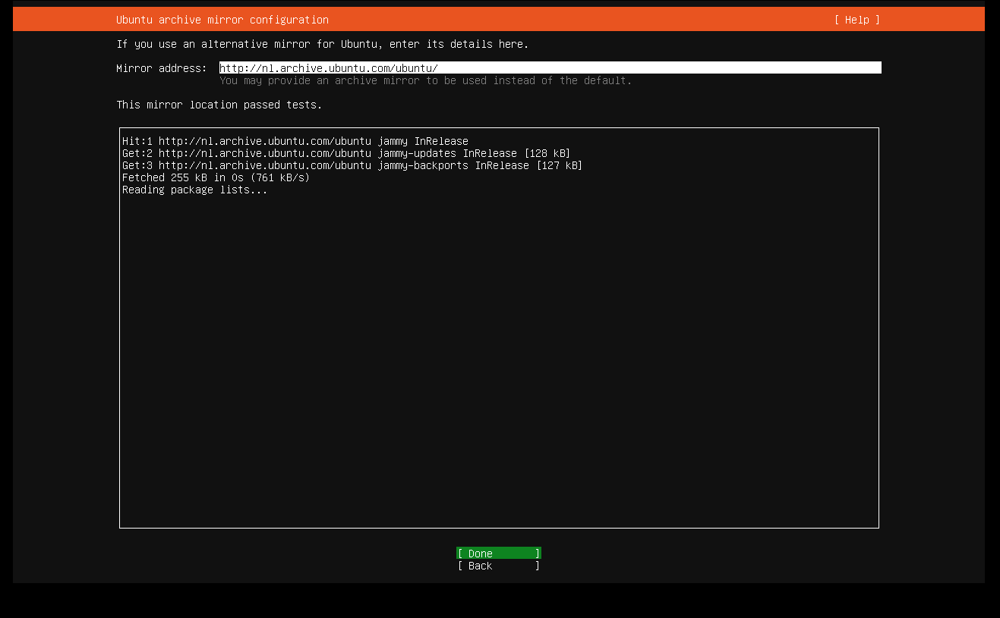 Ubuntu archive mirror configuration [ Help ]
If you use an alternative mirror for Ubuntu, enter its details here.
Mirror address: http://nl.archive.ubuntu.com/ubuntu/
You may provide an archive mirror to be used instead of the default.
This mirror location passed tests.
Hit:1 http://nl.archive.ubuntu.com/ubuntu jammy InRelease
Get:2 http://nl.archive.ubuntu.com/ubuntu jammy-updates InRelease [128 kB]
Get:3 http://nl.archive.ubuntu.com/ubuntu jammy-backports InRelease [127 kB]
Fetched 255 kB in 0s (761 kB/s)
Reading package lists...
[ Done ]
[ Back ]